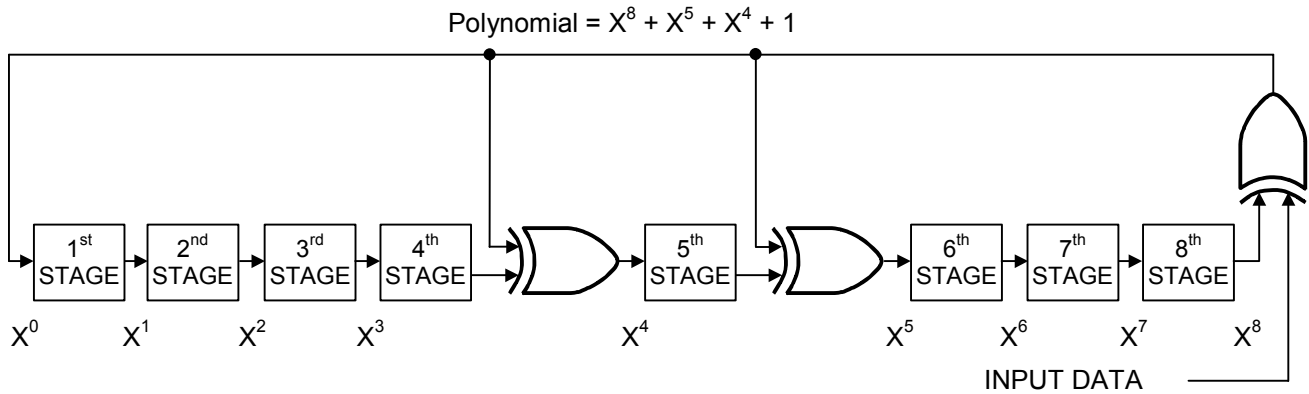 Polynomial = X⁸ + X⁵ + X⁴ + 1
1ˢᵗ STAGE
2ⁿᵈ STAGE
3ʳᵈ STAGE
4ᵗʰ STAGE
5ᵗʰ STAGE
6ᵗʰ STAGE
7ᵗʰ STAGE
8ᵗʰ STAGE
X⁰ X¹ X² X³ X⁴ X⁵ X⁶ X⁷ X⁸
INPUT DATA